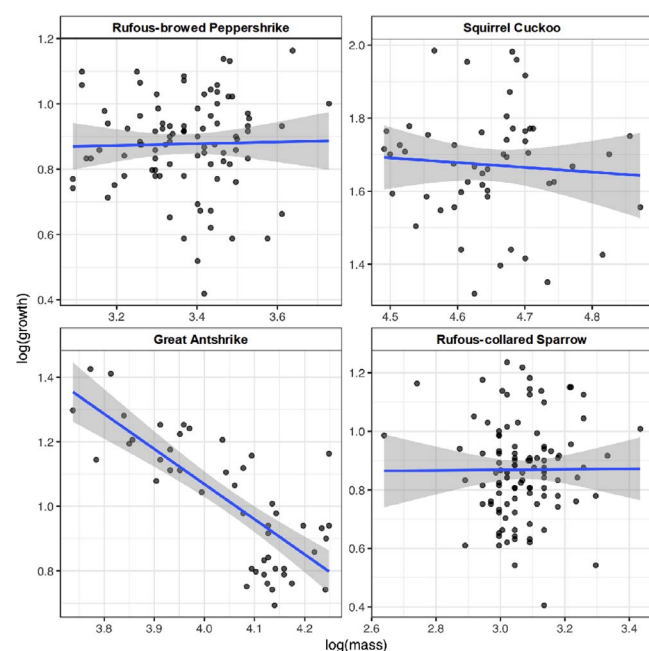 Rufous-browed Peppershrike
Squirrel Cuckoo
1.2
1.0
0.8
0.6
0.4
2.0
1.8
1.6
1.4
3.2 3.4 3.6
4.5 4.6 4.7 4.8
log(growth)
Great Antshrike
Rufous-collared Sparrow
1.4
1.2
1.0
0.8
1.2
1.0
0.8
0.6
0.4
3.8 3.9 4.0 4.1 4.2
2.6 2.8 3.0 3.2 3.4
log(mass)